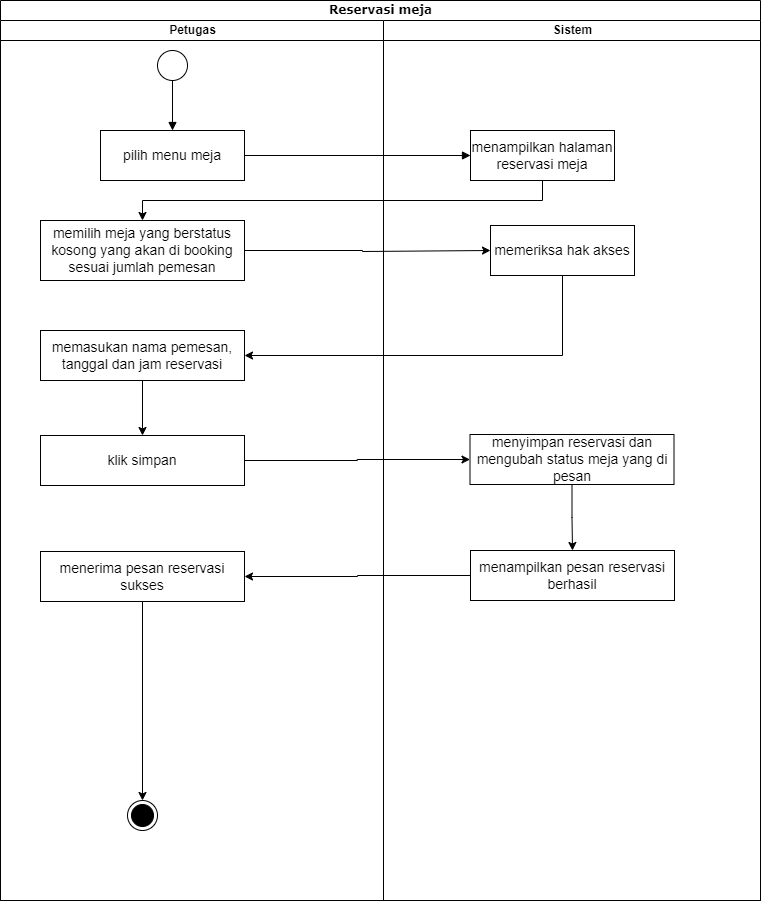 Reservasi meja
Petugas
Sistem
pilih menu meja
menampilkan halaman
reservasi meja
memilih meja yang berstatus
kosong yang akan di booking
sesuai jumlah pemesan
memeriksa hak akses
memasukan nama pemesan,
tanggal dan jam reservasi
klik simpan
menyimpan reservasi dan
mengubah status meja yang di
pesan
menerima pesan reservasi
sukses
menampilkan pesan reservasi
berhasil